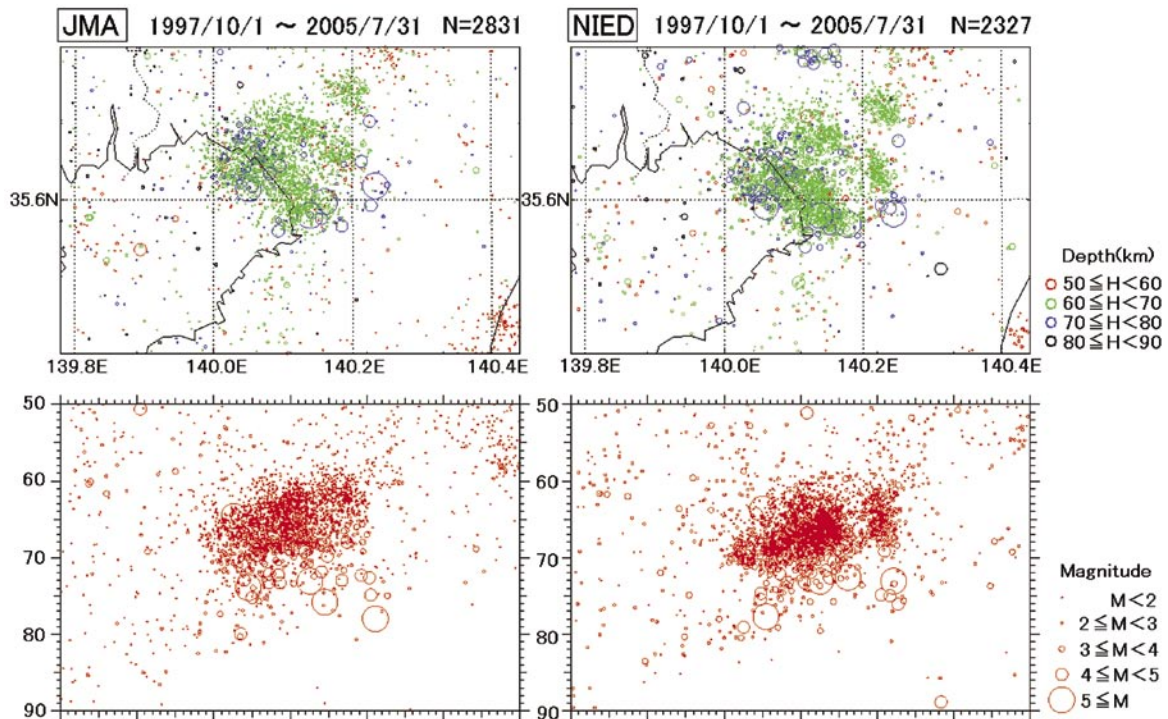 JMA 1997/10/1 ～ 2005/7/31 N=2831
NIED 1997/10/1 ～ 2005/7/31 N=2327
35.6N
35.6N
139.8E 140.0E 140.2E 140.4E
139.8E 140.0E 140.2E 140.4E
Depth(km)
50≦H<60
60≦H<70
70≦H<80
80≦H<90
50
60
70
80
90
50
60
70
80
90
Magnitude
M<2
2≦M<3
3≦M<4
4≦M<5
5≦M